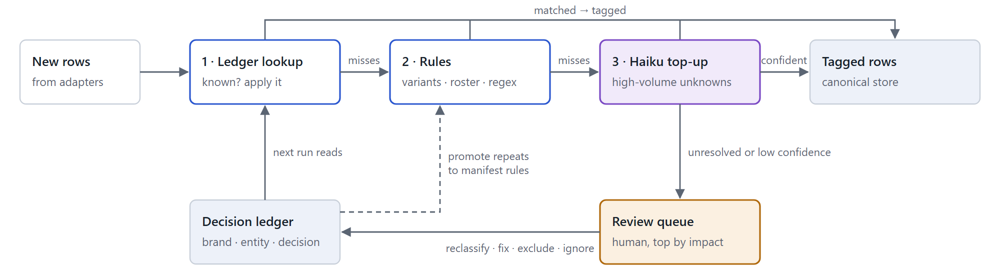 matched → tagged
New rows
from adapters
1 · Ledger lookup
known? apply it
misses
2 · Rules
variants · roster · regex
misses
3 · Haiku top-up
high-volume unknowns
confident
Tagged rows
canonical store
next run reads
promote repeats
to manifest rules
unresolved or low confidence
Decision ledger
brand · entity · decision
reclassify · fix · exclude · ignore
Review queue
human, top by impact